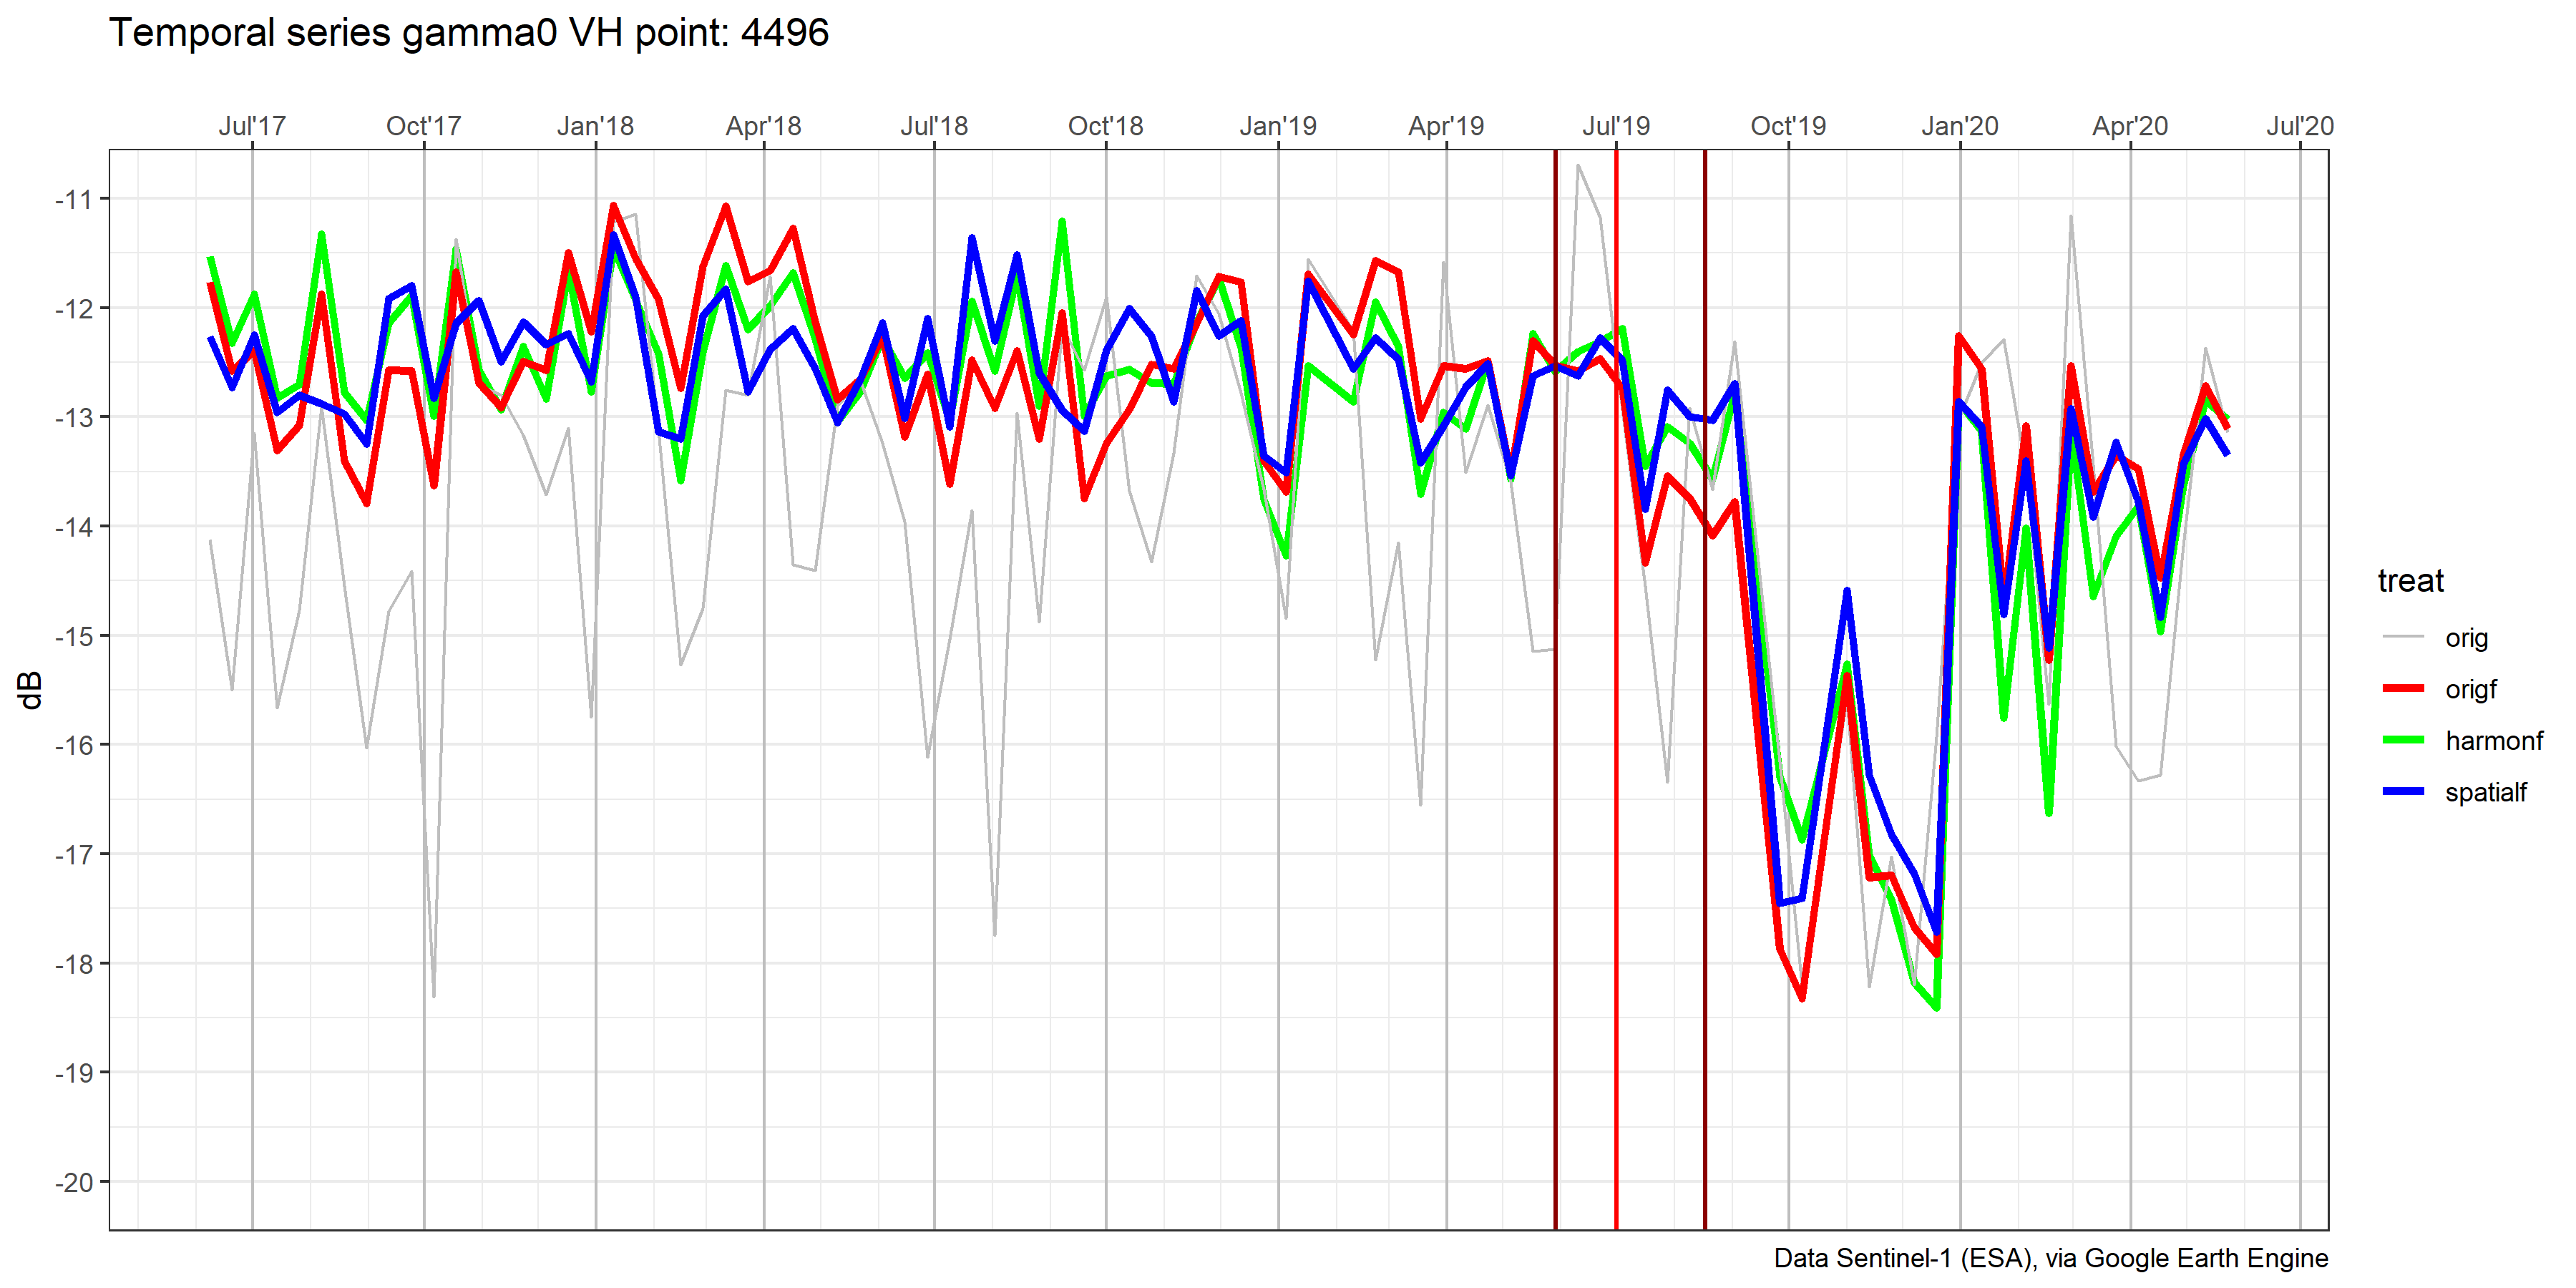 Temporal series gamma0 VH point: 4496
Jul'17 Oct'17 Jan'18 Apr'18 Jul'18 Oct'18 Jan'19 Apr'19 Jul'19 Oct'19 Jan'20 Apr'20 Jul'20
-11
-12
-13
-14
-15
-16
-17
-18
-19
-20
dB
treat
orig
origf
harmonf
spatialf
Data Sentinel-1 (ESA), via Google Earth Engine